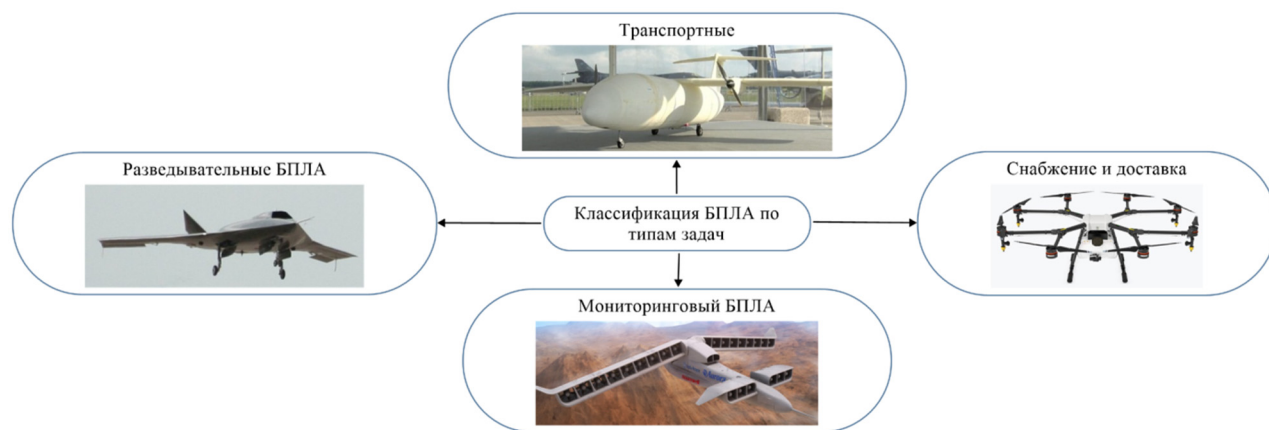 Транспортные
Разведывательные БПЛА
Классификация БПЛА по
типам задач
Снабжение и доставка
Мониторинговый БПЛА